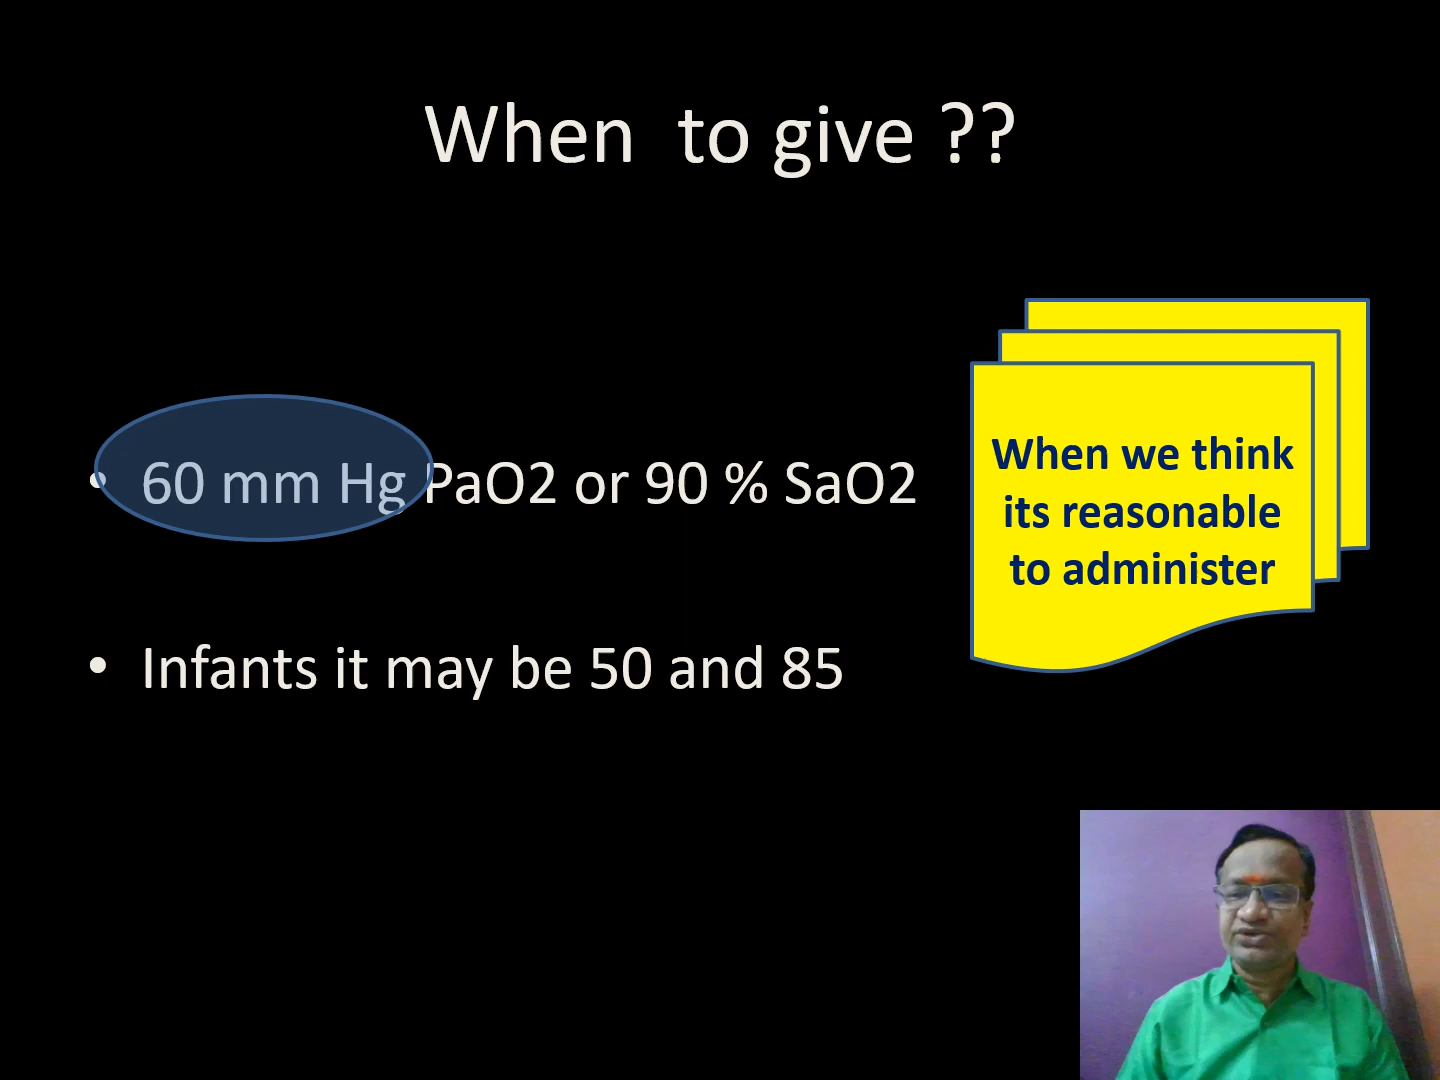 When to give ??
• 60 mm Hg PaO2 or 90 % SaO2
• Infants it may be 50 and 85
When we think
its reasonable
to administer